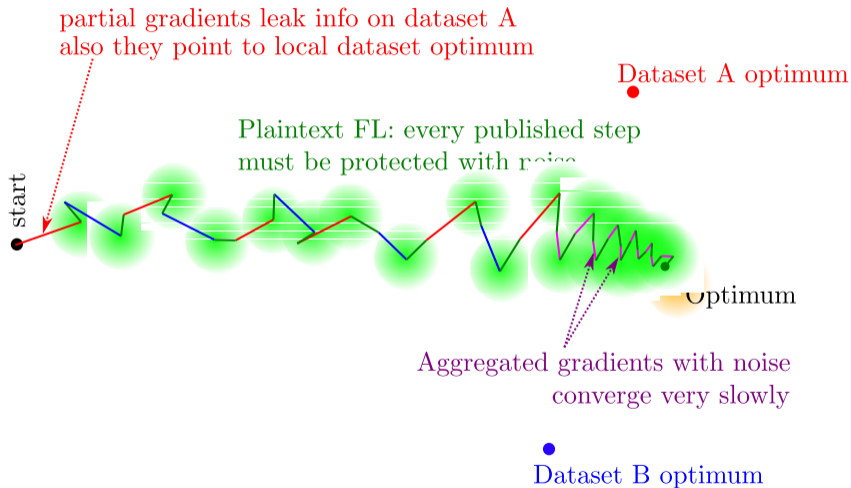 partial gradients leak info on dataset A
also they point to local dataset optimum
Dataset A optimum
Plaintext FL: every published step
must be protected with noise
start
Optimum
Aggregated gradients with noise
converge very slowly
Dataset B optimum